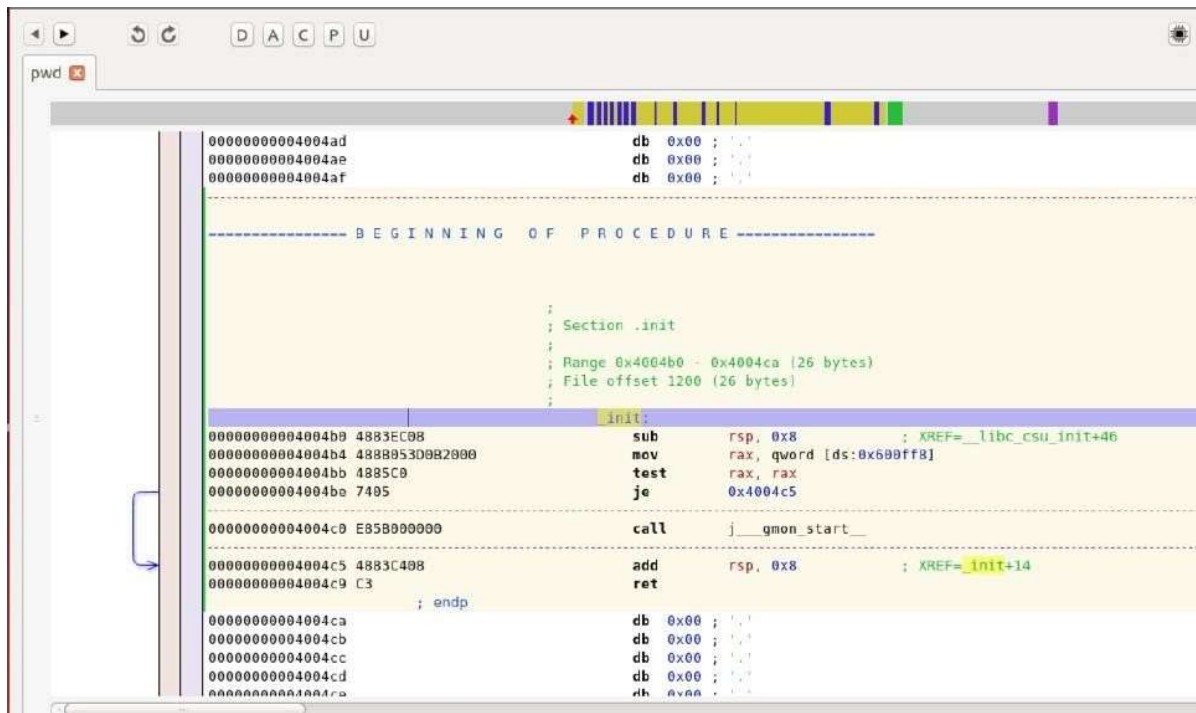 D A C P U
pwd
00000000004004ad db 0x00 ; '.'
00000000004004ae db 0x00 ; '.'
00000000004004af db 0x00 ; '.'
================ B E G I N N I N G   O F   P R O C E D U R E ================
;
; Section .init
;
; Range 0x4004b0 - 0x4004ca (26 bytes)
; File offset 1200 (26 bytes)
;
_init:
00000000004004b0 4883EC08 sub rsp, 0x8 ; XREF=__libc_csu_init+46
00000000004004b4 488B053D0B2000 mov rax, qword [ds:0x600ff8]
00000000004004bb 4885C0 test rax, rax
00000000004004be 7405 je 0x4004c5
00000000004004c0 E85B000000 call j___gmon_start__
00000000004004c5 4883C408 add rsp, 0x8 ; XREF=_init+14
00000000004004c9 C3 ret
; endp
00000000004004ca db 0x00 ; '.'
00000000004004cb db 0x00 ; '.'
00000000004004cc db 0x00 ; '.'
00000000004004cd db 0x00 ; '.'
00000000004004ce db 0x00 ;